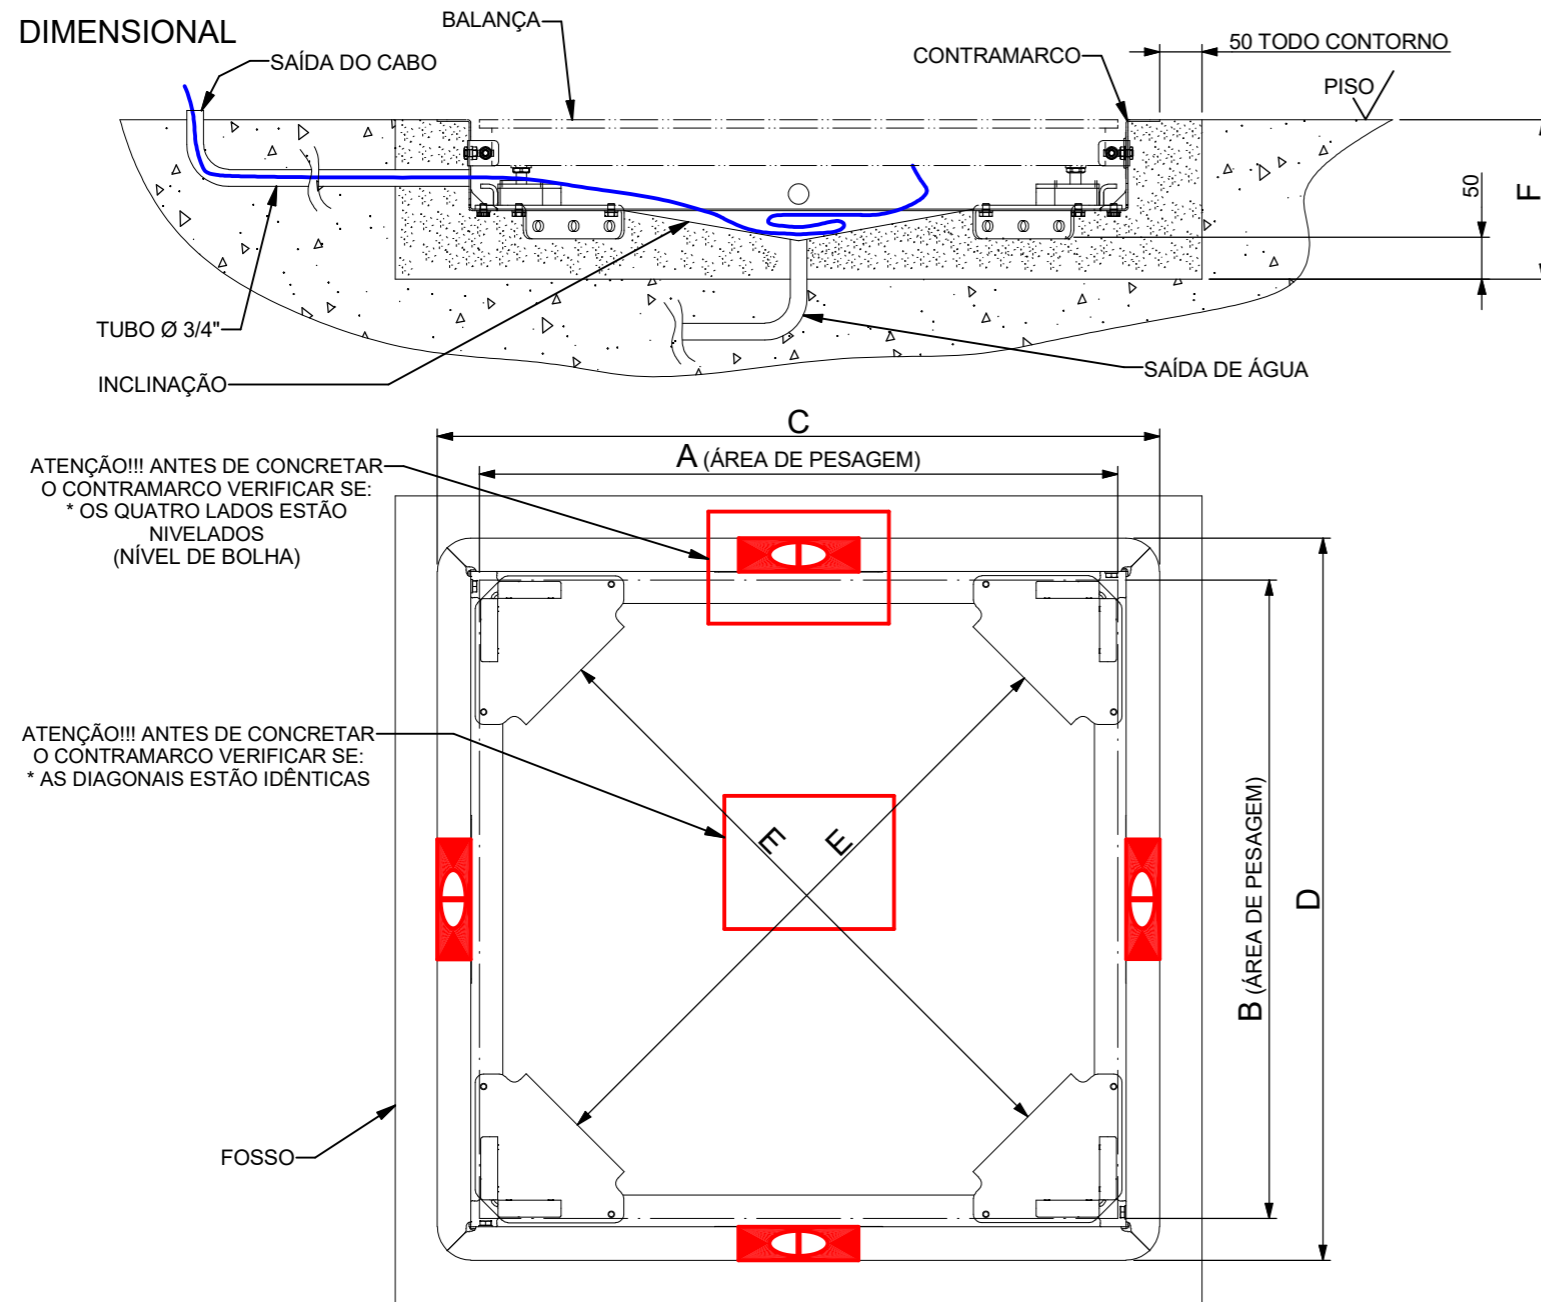 DIMENSIONAL
BALANÇA
SAÍDA DO CABO
CONTRAMARCO
50 TODO CONTORNO
PISO
50
F
TUBO Ø 3/4"
INCLINAÇÃO
SAÍDA DE ÁGUA
C
A (ÁREA DE PESAGEM)
ATENÇÃO!!! ANTES DE CONCRETAR
O CONTRAMARCO VERIFICAR SE:
* OS QUATRO LADOS ESTÃO
NIVELADOS
(NÍVEL DE BOLHA)
ATENÇÃO!!! ANTES DE CONCRETAR
O CONTRAMARCO VERIFICAR SE:
* AS DIAGONAIS ESTÃO IDÊNTICAS
E
E
B (ÁREA DE PESAGEM)
D
FOSSO